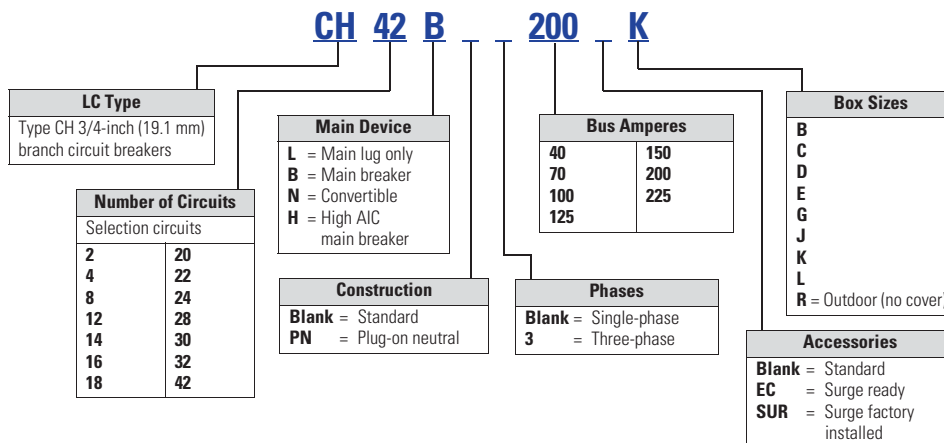 CH 42 B _ _ 200 _ K
LC Type
Type CH 3/4-inch (19.1 mm)
branch circuit breakers
Number of Circuits
Selection circuits
2 20
4 22
8 24
12 28
14 30
16 32
18 42
Main Device
L = Main lug only
B = Main breaker
N = Convertible
H = High AIC
main breaker
Construction
Blank = Standard
PN = Plug-on neutral
Phases
Blank = Single-phase
3 = Three-phase
Bus Amperes
40 150
70 200
100 225
125
Box Sizes
B
C
D
E
G
J
K
L
R = Outdoor (no cover)
Accessories
Blank = Standard
EC = Surge ready
SUR = Surge factory
installed